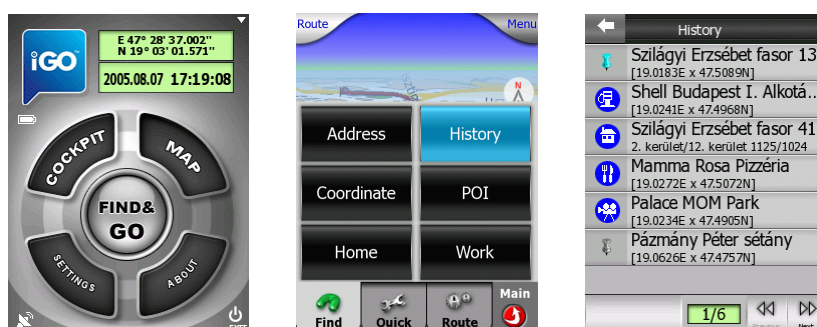 iGO
E 47° 28' 37.002"
N 19° 03' 01.571"
2005.08.07 17:19:08
COCKPIT
MAP
FIND&
GO
SETTINGS
ABOUT
EXIT
Route
Menu
N
Address
History
Coordinate
POI
Home
Work
Find
Quick
Route
Main
History
Szilágyi Erzsébet fasor 13
[19.0183E x 47.5089N]
Shell Budapest I. Alkotá..
[19.0241E x 47.4968N]
Szilágyi Erzsébet fasor 41
2. kerület/12. kerület 1125/1024
Mamma Rosa Pizzéria
[19.0272E x 47.5072N]
Palace MOM Park
[19.0234E x 47.4905N]
Pázmány Péter sétány
[19.0626E x 47.4757N]
1/6
Previous
Next